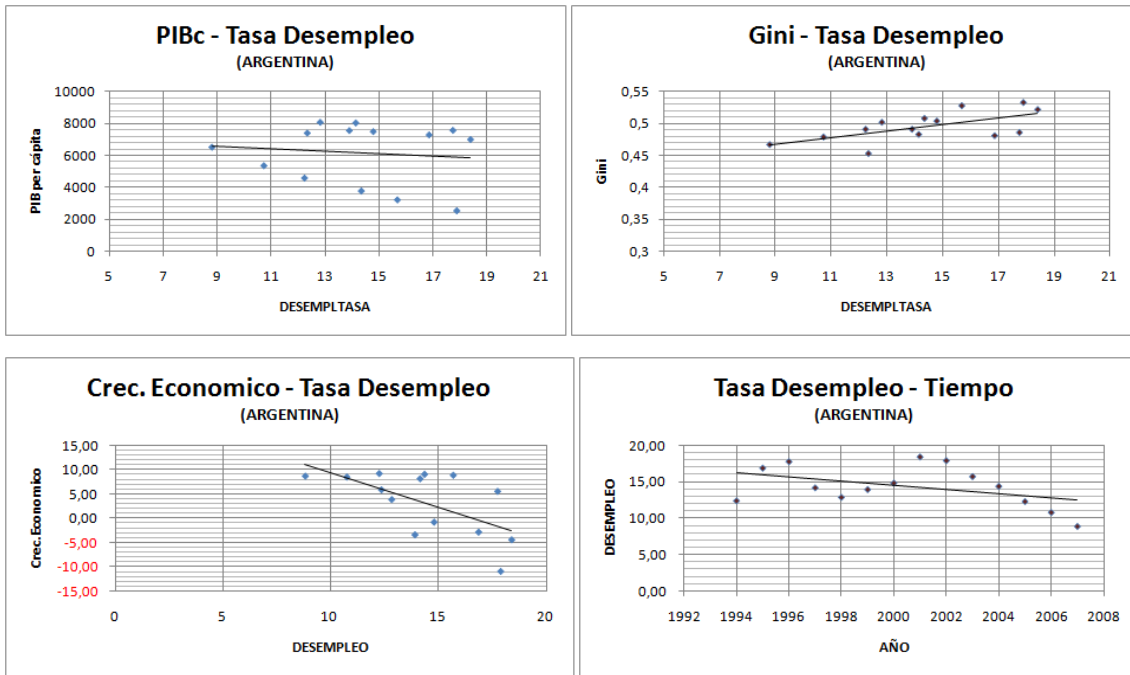 PIBc - Tasa Desempleo
(ARGENTINA)
PIB per cápita
10000
8000
6000
4000
2000
0
5 7 9 11 13 15 17 19 21
DESEMPLTASA
Gini - Tasa Desempleo
(ARGENTINA)
Gini
0,55
0,5
0,45
0,4
0,35
0,3
5 7 9 11 13 15 17 19 21
DESEMPLTASA
Crec. Economico - Tasa Desempleo
(ARGENTINA)
Crec.Economico
15,00
10,00
5,00
0,00
-5,00
-10,00
-15,00
0 5 10 15 20
DESEMPLEO
Tasa Desempleo - Tiempo
(ARGENTINA)
DESEMPLEO
20,00
15,00
10,00
5,00
0,00
1992 1994 1996 1998 2000 2002 2004 2006 2008
AÑO